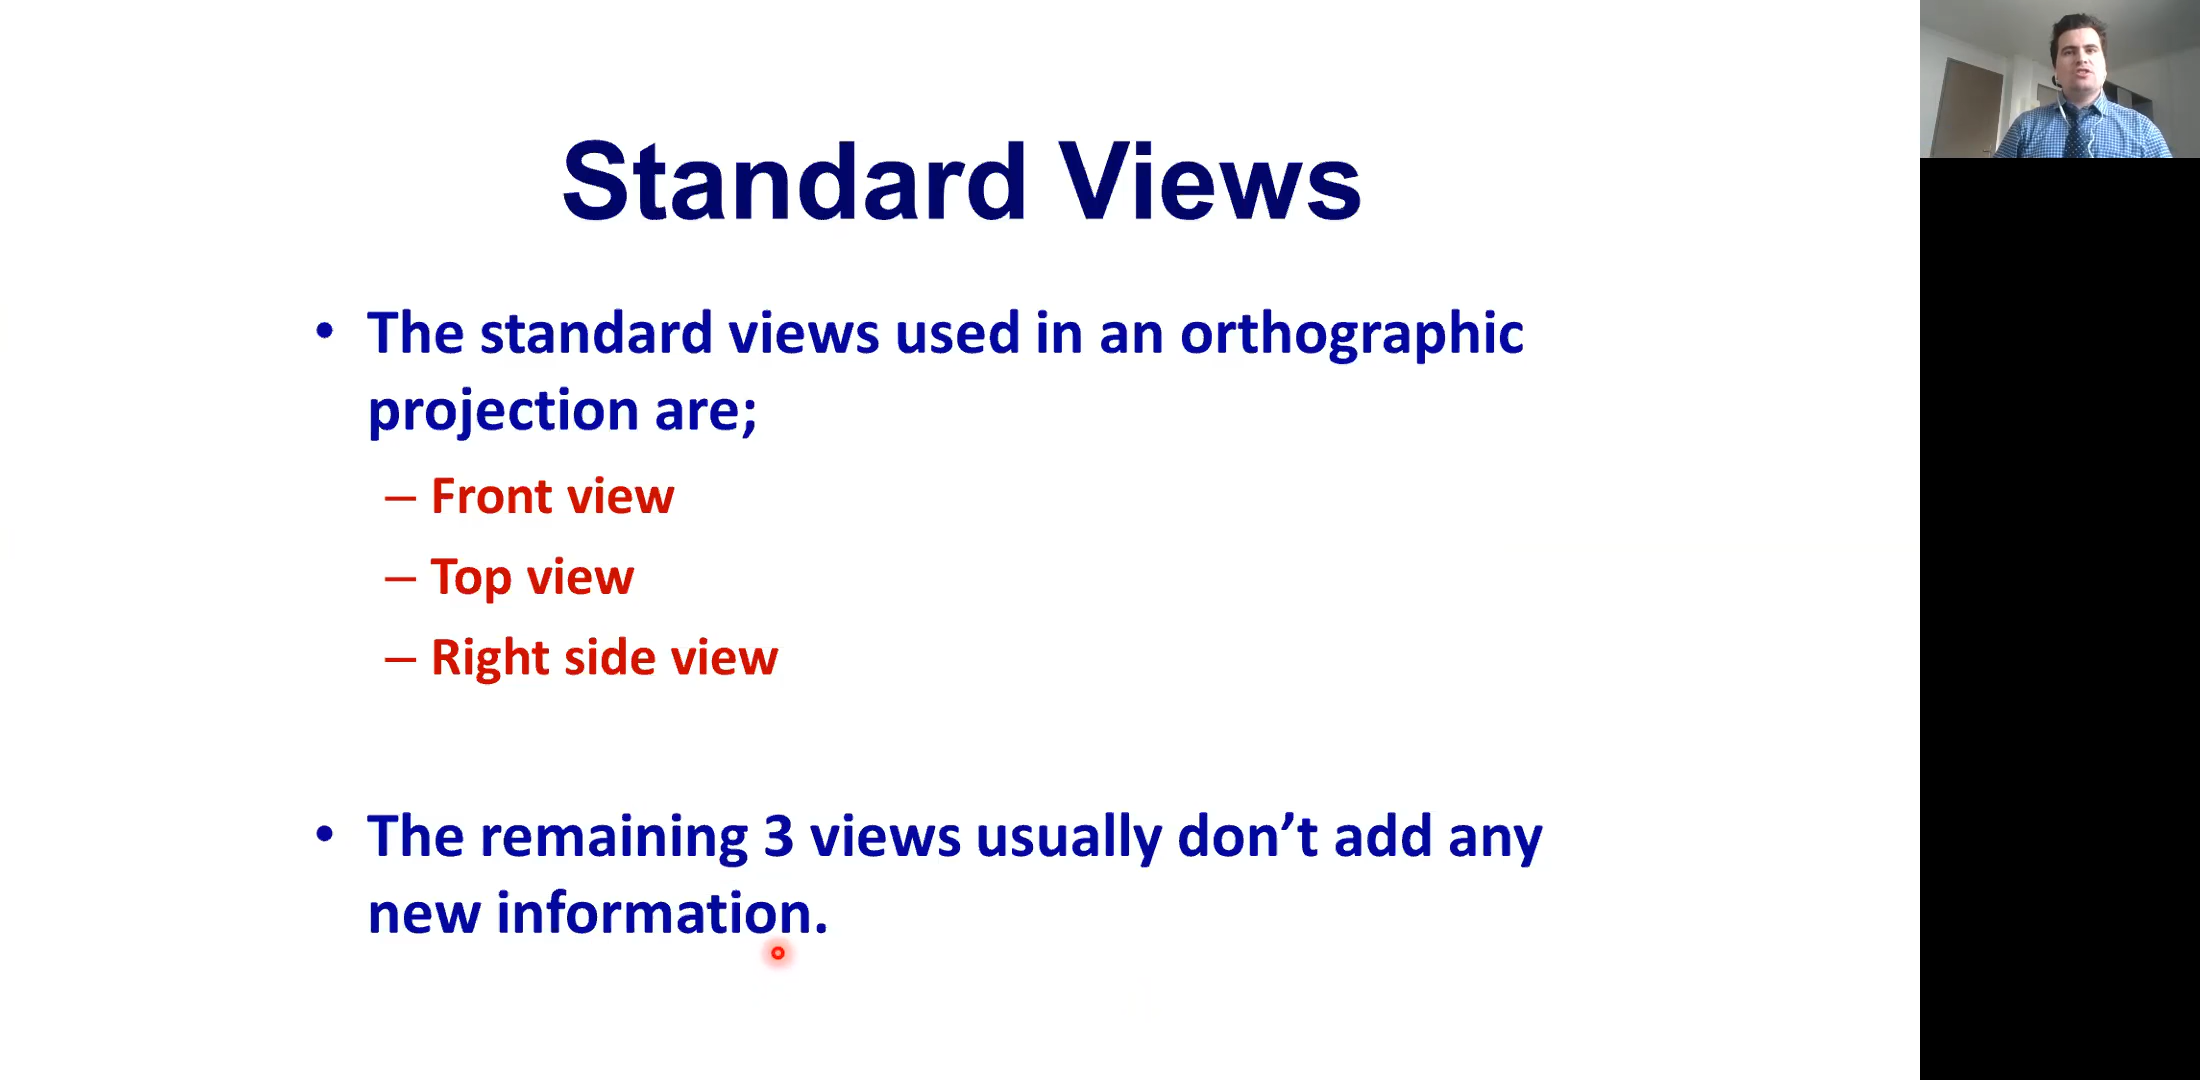 Standard Views
• The standard views used in an orthographic
projection are;
– Front view
– Top view
– Right side view
• The remaining 3 views usually don’t add any
new information.